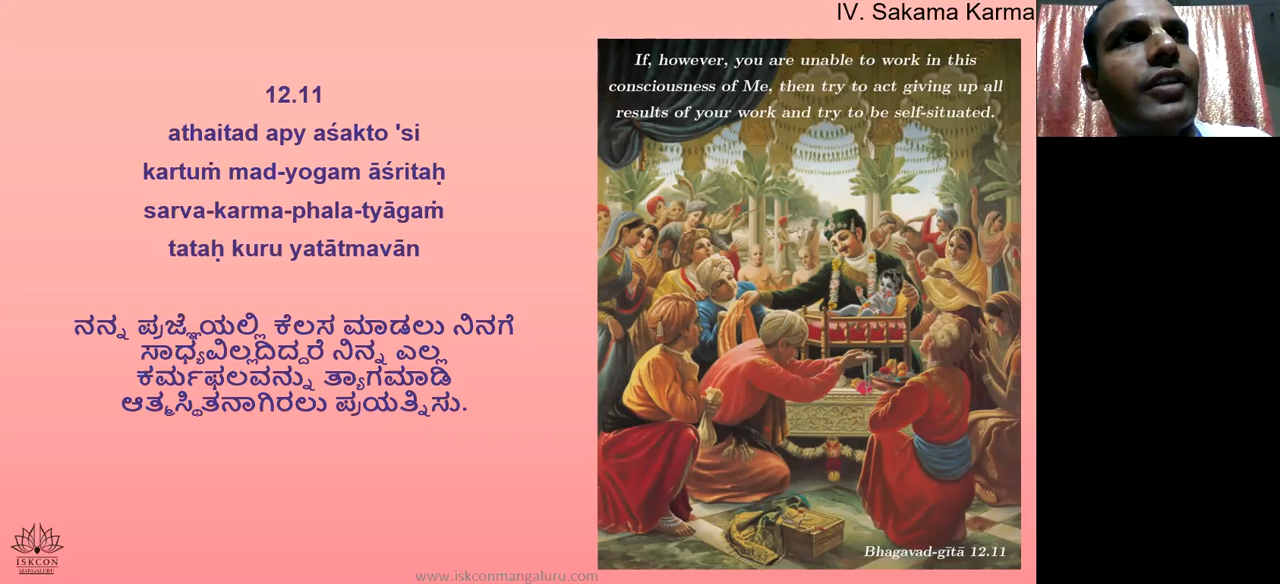 IV. Sakama Karma
12.11
athaitad apy aśakto 'si
kartuṁ mad-yogam āśritaḥ
sarva-karma-phala-tyāgaṁ
tataḥ kuru yatātmavān
ನನ್ನ ಪ್ರಜ್ಞೆಯಲ್ಲಿ ಕೆಲಸ ಮಾಡಲು ನಿನಗೆ
ಸಾಧ್ಯವಿಲ್ಲದಿದ್ದರೆ ನಿನ್ನ ಎಲ್ಲ
ಕರ್ಮಫಲವನ್ನು ತ್ಯಾಗಮಾಡಿ
ಆತ್ಮಸ್ಥಿತನಾಗಿರಲು ಪ್ರಯತ್ನಿಸು.
If, however, you are unable to work in this
consciousness of Me, then try to act giving up all
results of your work and try to be self-situated.
Bhagavad-gītā 12.11
ISKCON
MANGALURU
www.iskconmangaluru.com